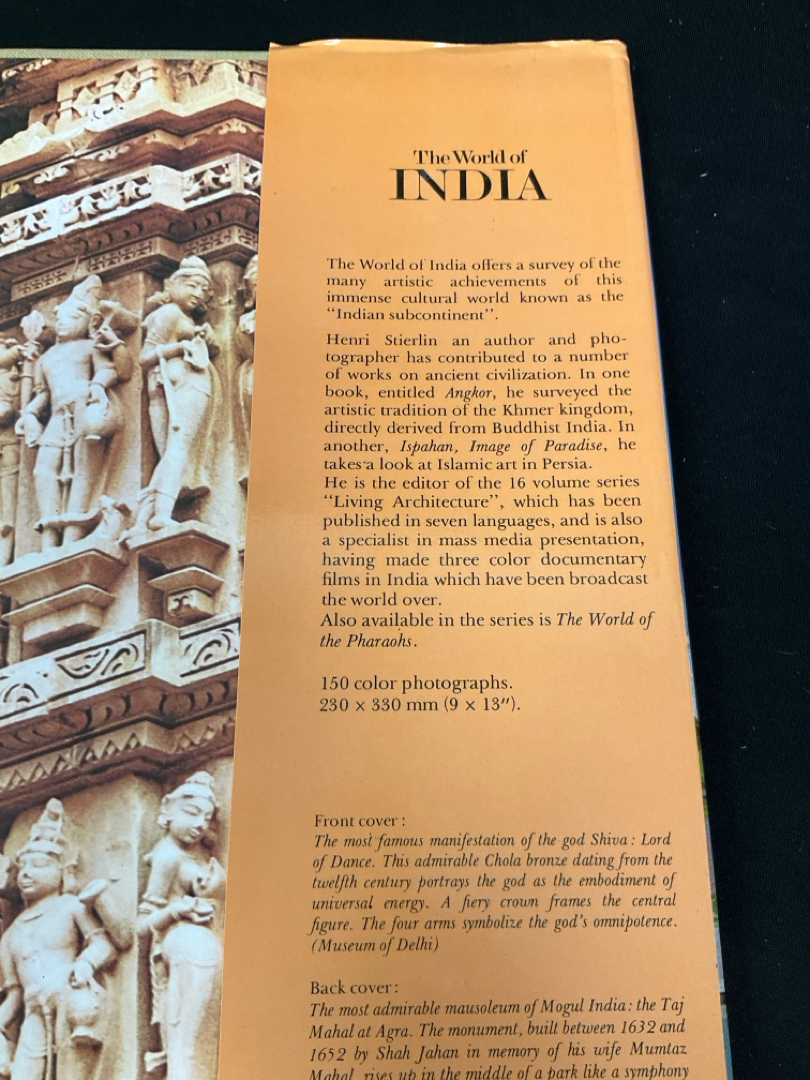 The World of
INDIA
The World of India offers a survey of the
many artistic achievements of this
immense cultural world known as the
“Indian subcontinent”.
Henri Stierlin an author and pho-
tographer has contributed to a number
of works on ancient civilization. In one
book, entitled Angkor, he surveyed the
artistic tradition of the Khmer kingdom,
directly derived from Buddhist India. In
another, Ispahan, Image of Paradise, he
takes a look at Islamic art in Persia.
He is the editor of the 16 volume series
“Living Architecture”, which has been
published in seven languages, and is also
a specialist in mass media presentation,
having made three color documentary
films in India which have been broadcast
the world over.
Also available in the series is The World of
the Pharaohs.
150 color photographs.
230 × 330 mm (9 × 13″).
Front cover :
The most famous manifestation of the god Shiva : Lord
of Dance. This admirable Chola bronze dating from the
twelfth century portrays the god as the embodiment of
universal energy. A fiery crown frames the central
figure. The four arms symbolize the god's omnipotence.
(Museum of Delhi)
Back cover :
The most admirable mausoleum of Mogul India : the Taj
Mahal at Agra. The monument, built between 1632 and
1652 by Shah Jahan in memory of his wife Mumtaz
Mahal, rises up in the middle of a park like a symphony